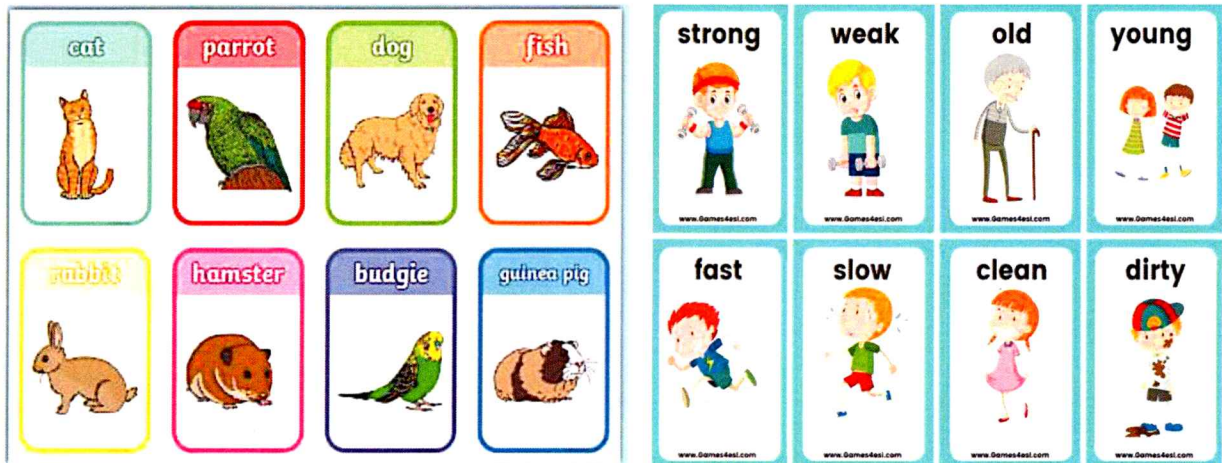 cat parrot dog fish
rabbit hamster budgie guinea pig
strong weak old young
www.Games4esl.com www.Games4esl.com www.Games4esl.com www.Games4esl.com
fast slow clean dirty
www.Games4esl.com www.Games4esl.com www.Games4esl.com www.Games4esl.com